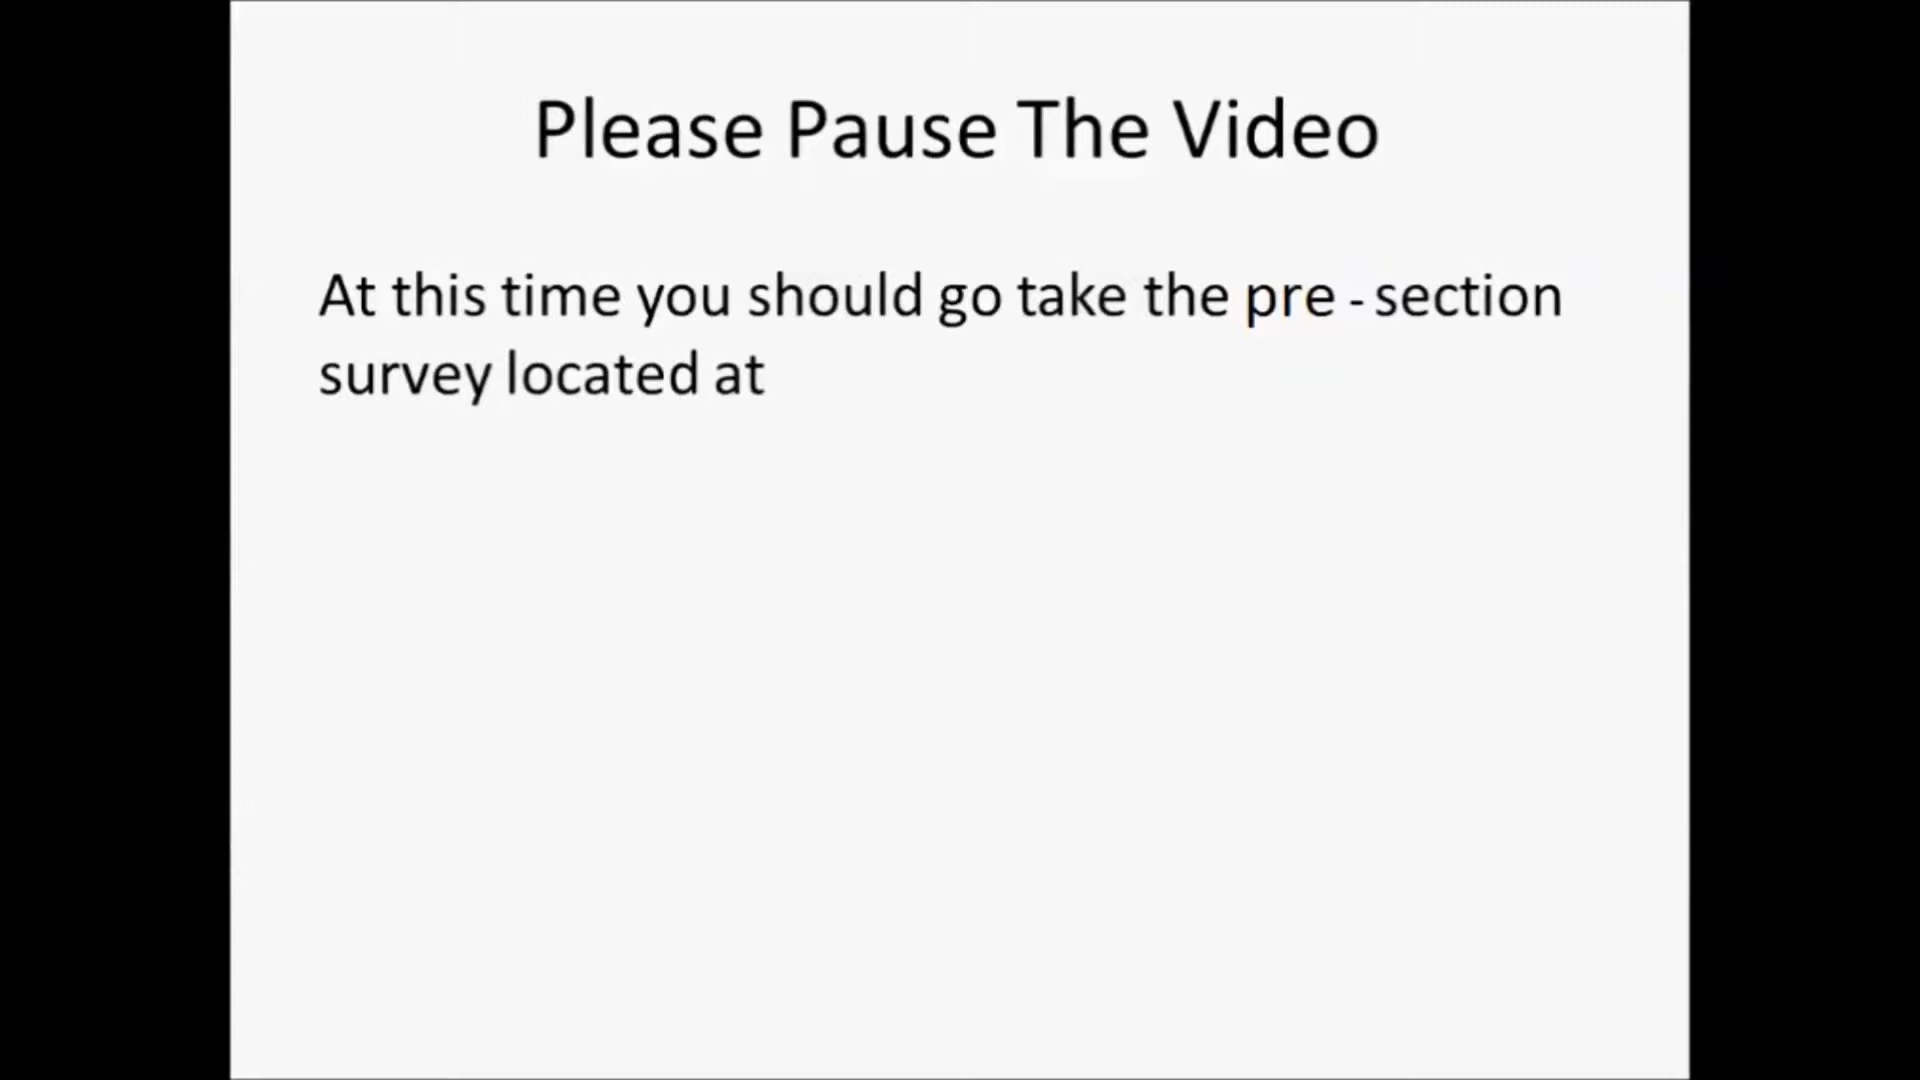 Please Pause The Video
At this time you should go take the pre - section
survey located at